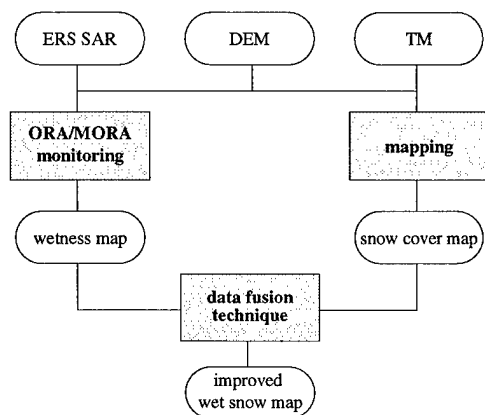 ERS SAR
DEM
TM
ORA/MORA
monitoring
mapping
wetness map
snow cover map
data fusion
technique
improved
wet snow map